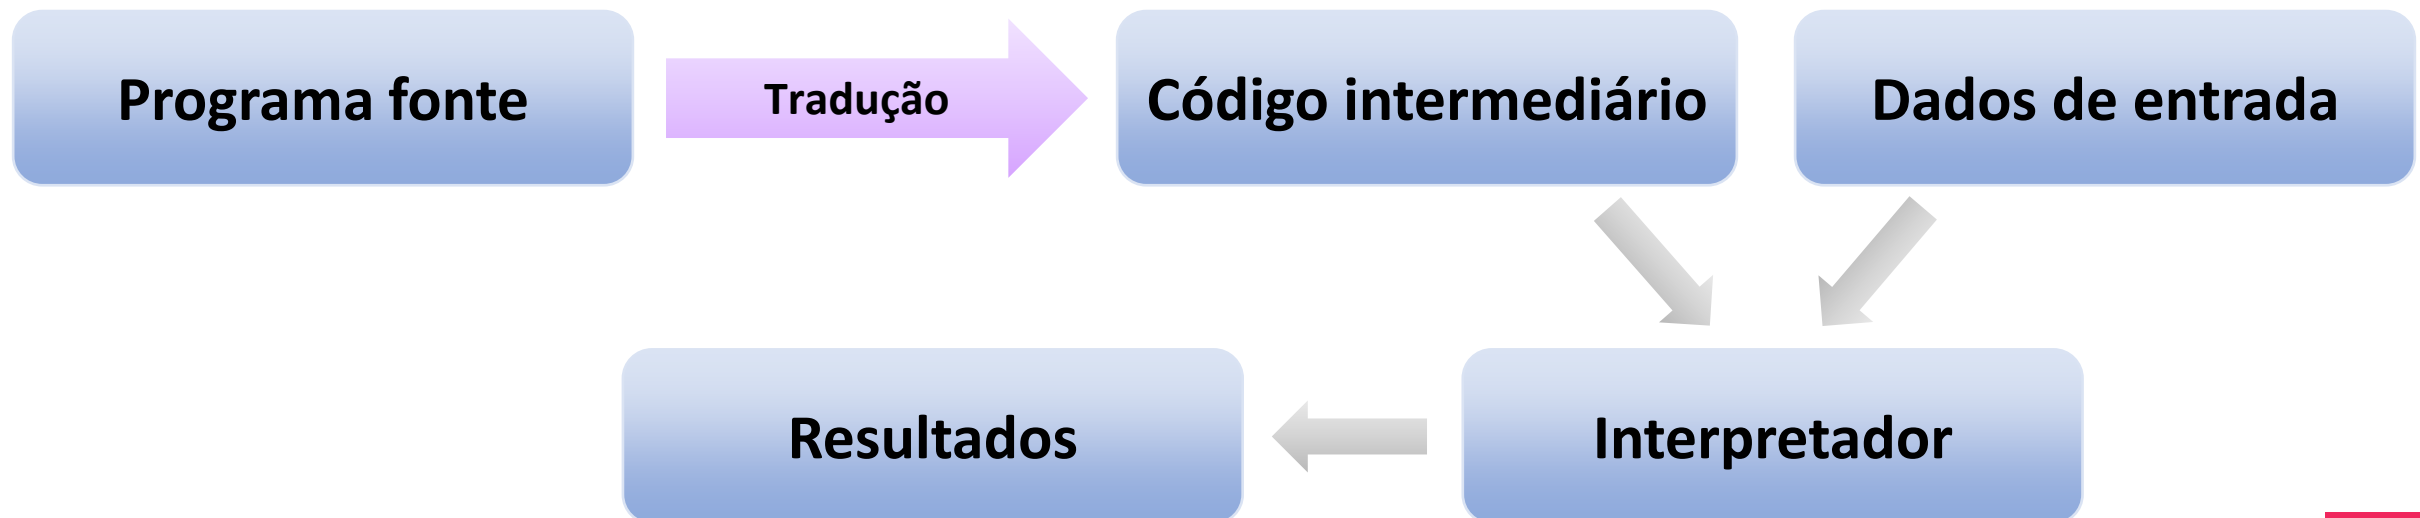 Programa fonte
Tradução
Código intermediário
Dados de entrada
Resultados
Interpretador